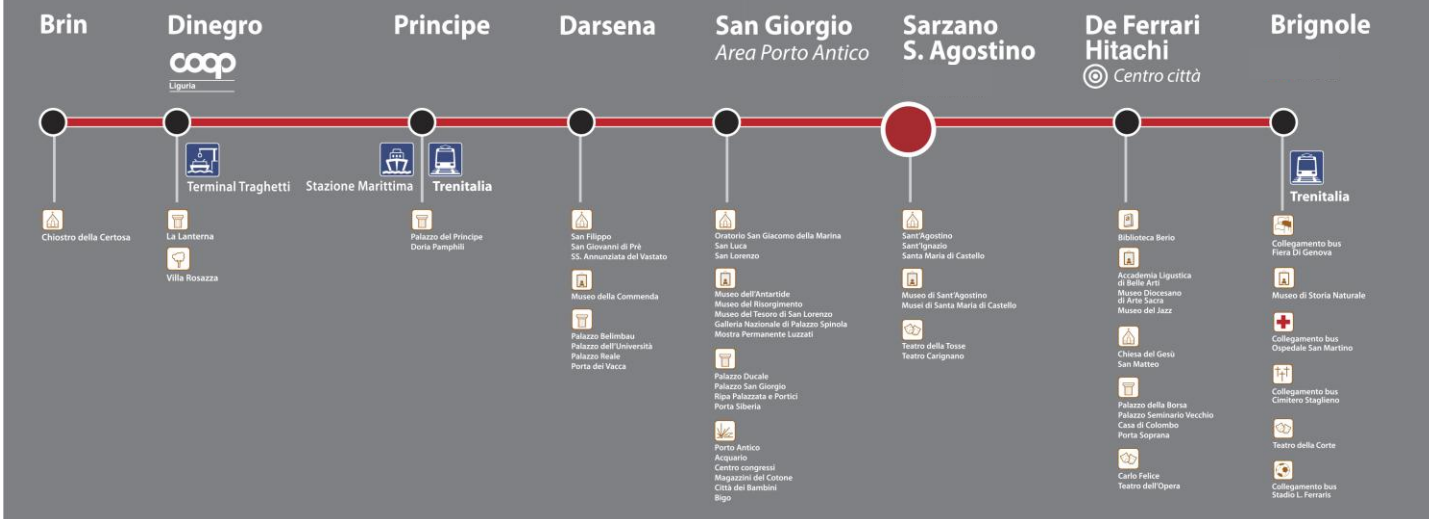 Brin
Dinegro
coop
Liguria
Principe
Darsena
San Giorgio
Area Porto Antico
Sarzano
S. Agostino
De Ferrari
Hitachi
Centro città
Brignole
Terminal Traghetti
Stazione Marittima
Trenitalia
Trenitalia
Chiostro della Certosa
La Lanterna
Villa Rosazza
Palazzo del Principe
Doria Pamphili
San Filippo
San Giovanni di Prè
SS. Annunziata del Vastato
Museo della Commenda
Palazzo Belimbau
Palazzo dell'Università
Palazzo Reale
Porta dei Vacca
Oratorio San Giacomo della Marina
San Luca
San Lorenzo
Museo dell'Antartide
Museo del Risorgimento
Museo del Tesoro di San Lorenzo
Galleria Nazionale di Palazzo Spinola
Mostra Permanente Luzzati
Palazzo Ducale
Palazzo San Giorgio
Ripa Palazzata e Portici
Porta Siberia
Porto Antico
Acquario
Centro congressi
Magazzini del Cotone
Città dei Bambini
Bigo
Sant'Agostino
Sant'Ignazio
Santa Maria di Castello
Museo di Sant'Agostino
Musei di Santa Maria di Castello
Teatro della Tosse
Teatro Carignano
Biblioteca Berio
Accademia Ligustica
di Belle Arti
Museo Diocesano
di Arte Sacra
Museo del Jazz
Chiesa del Gesù
San Matteo
Palazzo della Borsa
Palazzo Seminario Vecchio
Casa di Colombo
Porta Soprana
Carlo Felice
Teatro dell'Opera
Collegamento bus
Fiera Di Genova
Museo di Storia Naturale
Collegamento bus
Ospedale San Martino
Collegamento bus
Cimitero Staglieno
Teatro della Corte
Collegamento bus
Stadio L. Ferraris